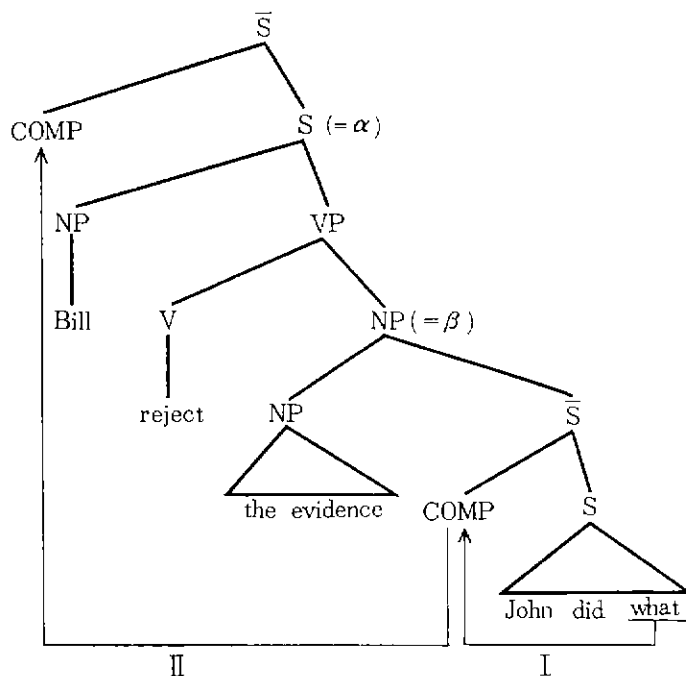 S̄
COMP S (= α)
NP VP
Bill V NP (= β)
reject NP S̄
the evidence COMP S
John did what
II I